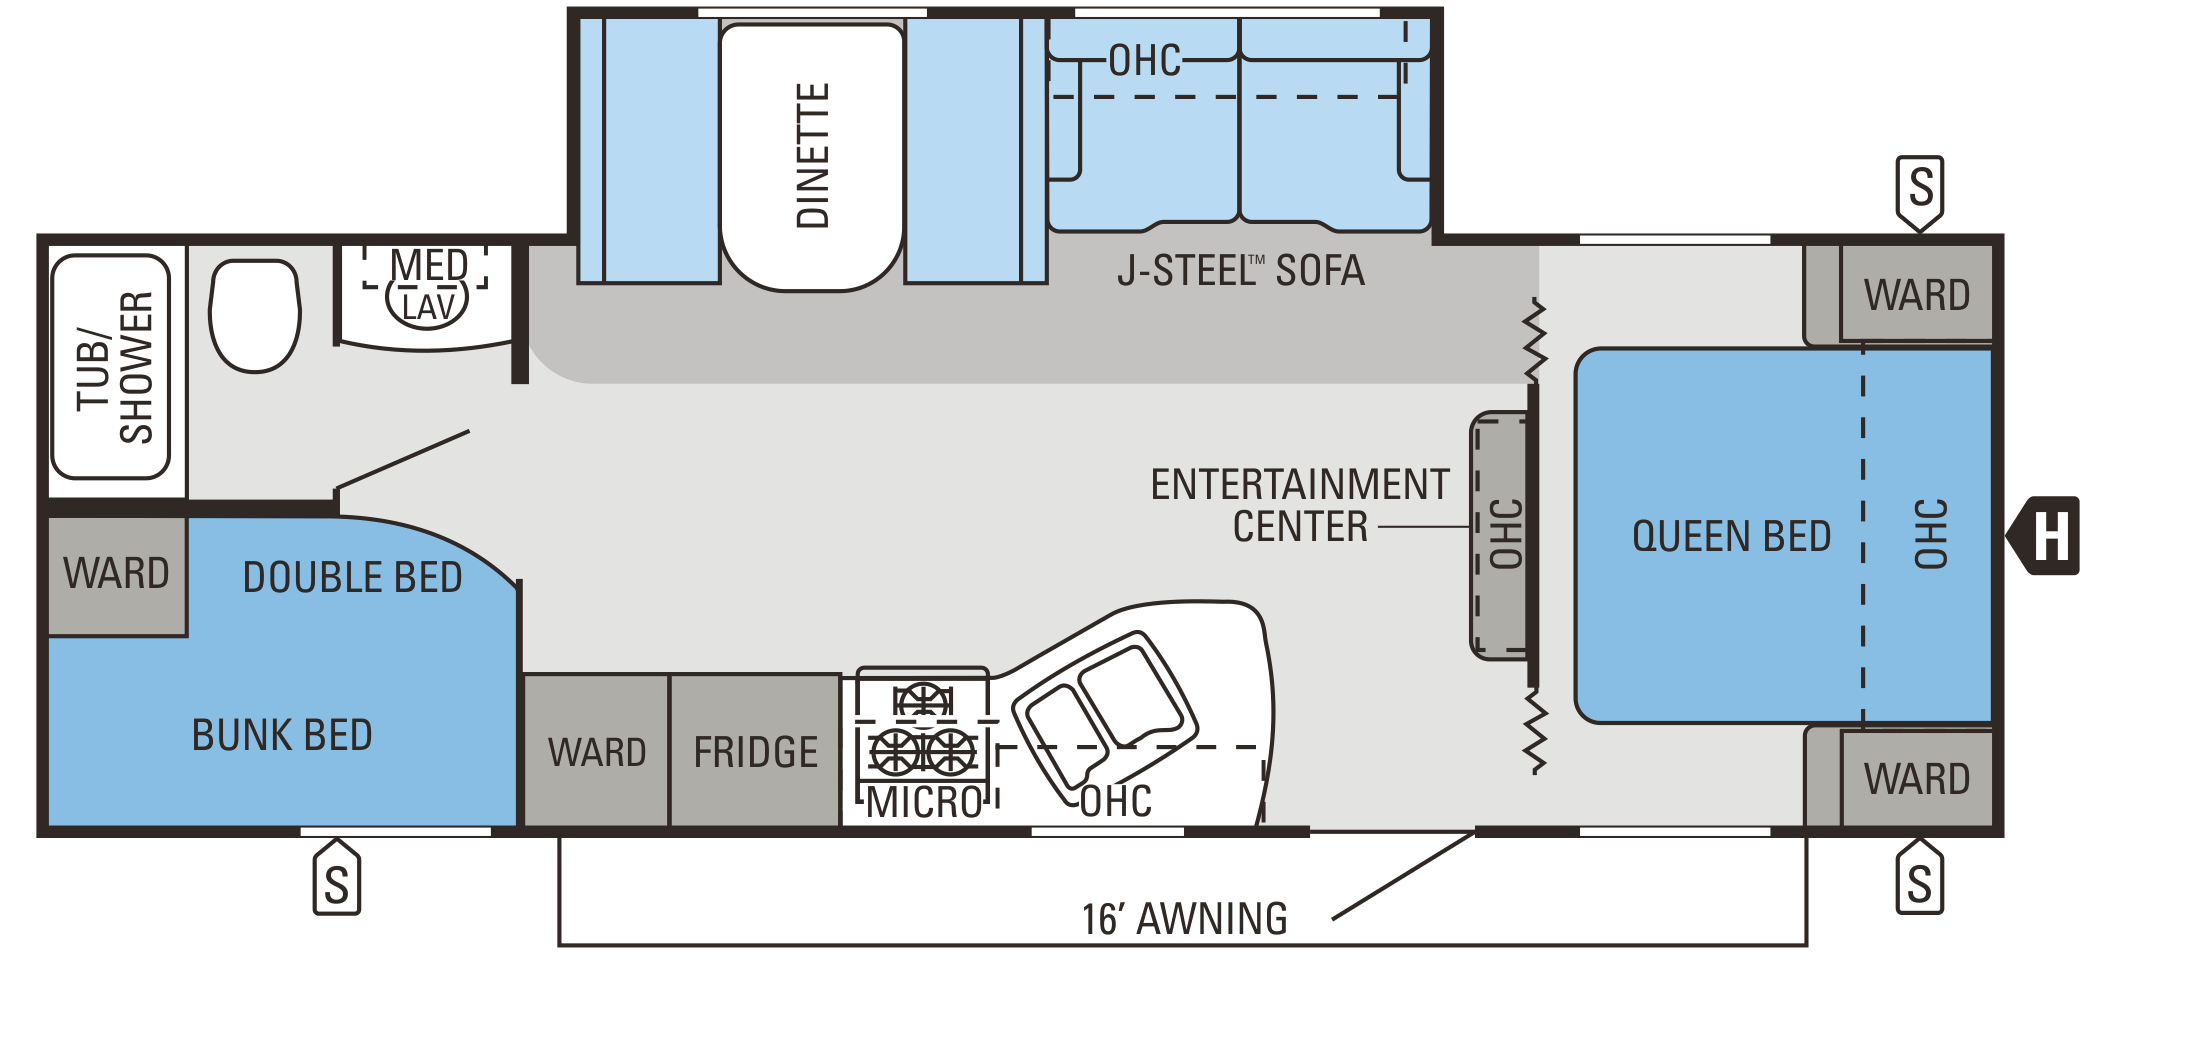 OHC
DINETTE
J-STEEL™ SOFA
S
MED
LAV
TUB/
SHOWER
WARD
ENTERTAINMENT
CENTER
OHC
QUEEN BED
OHC
H
WARD
DOUBLE BED
BUNK BED
WARD
FRIDGE
MICRO
OHC
WARD
S
S
16’ AWNING